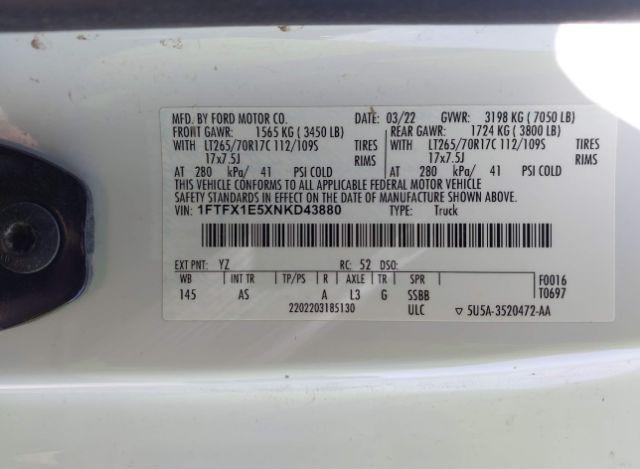 MFD. BY FORD MOTOR CO. DATE: 03/22 GVWR: 3198 KG ( 7050 LB)
FRONT GAWR: 1565 KG ( 3450 LB) REAR GAWR: 1724 KG ( 3800 LB)
WITH LT265/70R17C 112/109S TIRES WITH LT265/70R17C 112/109S TIRES
17x7.5J RIMS 17x7.5J RIMS
AT 280 kPa/ 41 PSI COLD AT 280 kPa/ 41 PSI COLD
THIS VEHICLE CONFORMS TO ALL APPLICABLE FEDERAL MOTOR VEHICLE
SAFETY STANDARDS IN EFFECT ON THE DATE OF MANUFACTURE SHOWN ABOVE.
VIN: 1FTFX1E5XNKD43880 TYPE: Truck
EXT PNT: YZ RC: 52 DSO:
WB INT TR TP/PS R AXLE TR SPR F0016
145 AS A L3 G SSBB T0697
2202203185130 ULC ▽ 5U5A-3520472-AA